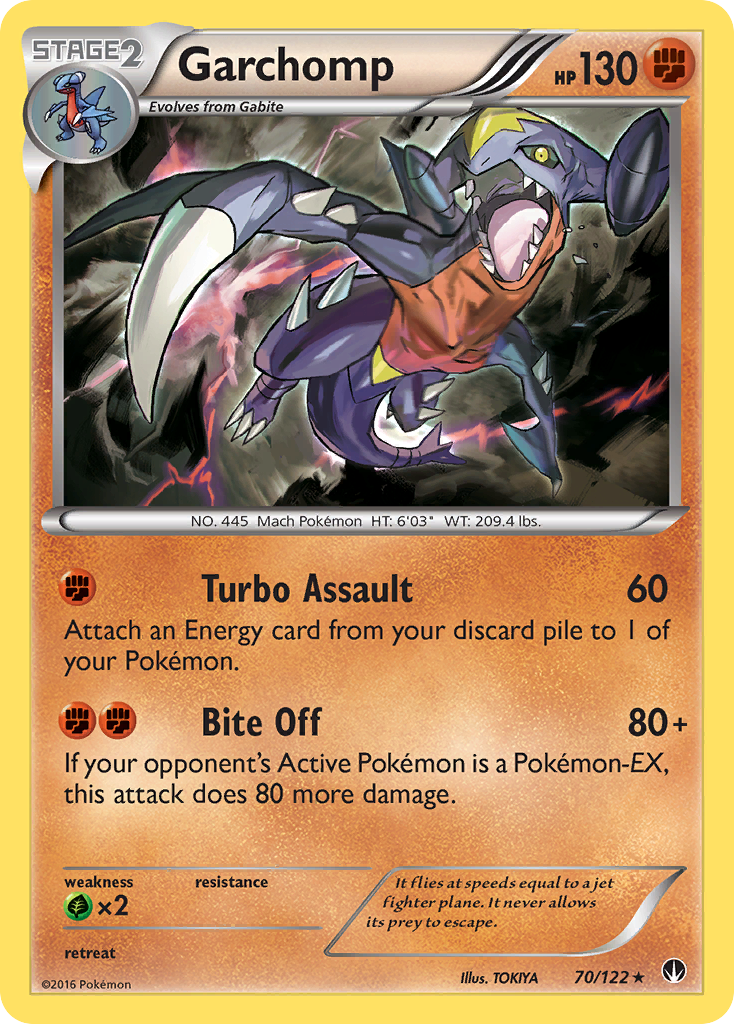 STAGE2
Garchomp
HP 130
Evolves from Gabite
NO. 445 Mach Pokémon HT: 6'03" WT: 209.4 lbs.
Turbo Assault 60
Attach an Energy card from your discard pile to 1 of
your Pokémon.
Bite Off 80+
If your opponent's Active Pokémon is a Pokémon-EX,
this attack does 80 more damage.
weakness resistance
×2
retreat
It flies at speeds equal to a jet
fighter plane. It never allows
its prey to escape.
©2016 Pokémon
Illus. TOKIYA 70/122 ★